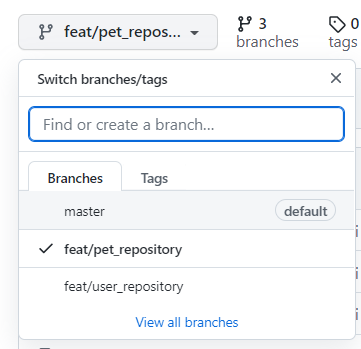 feat/pet_repos...
3
branches
0
tags
Switch branches/tags
Find or create a branch...
Branches
Tags
master
default
feat/pet_repository
feat/user_repository
View all branches